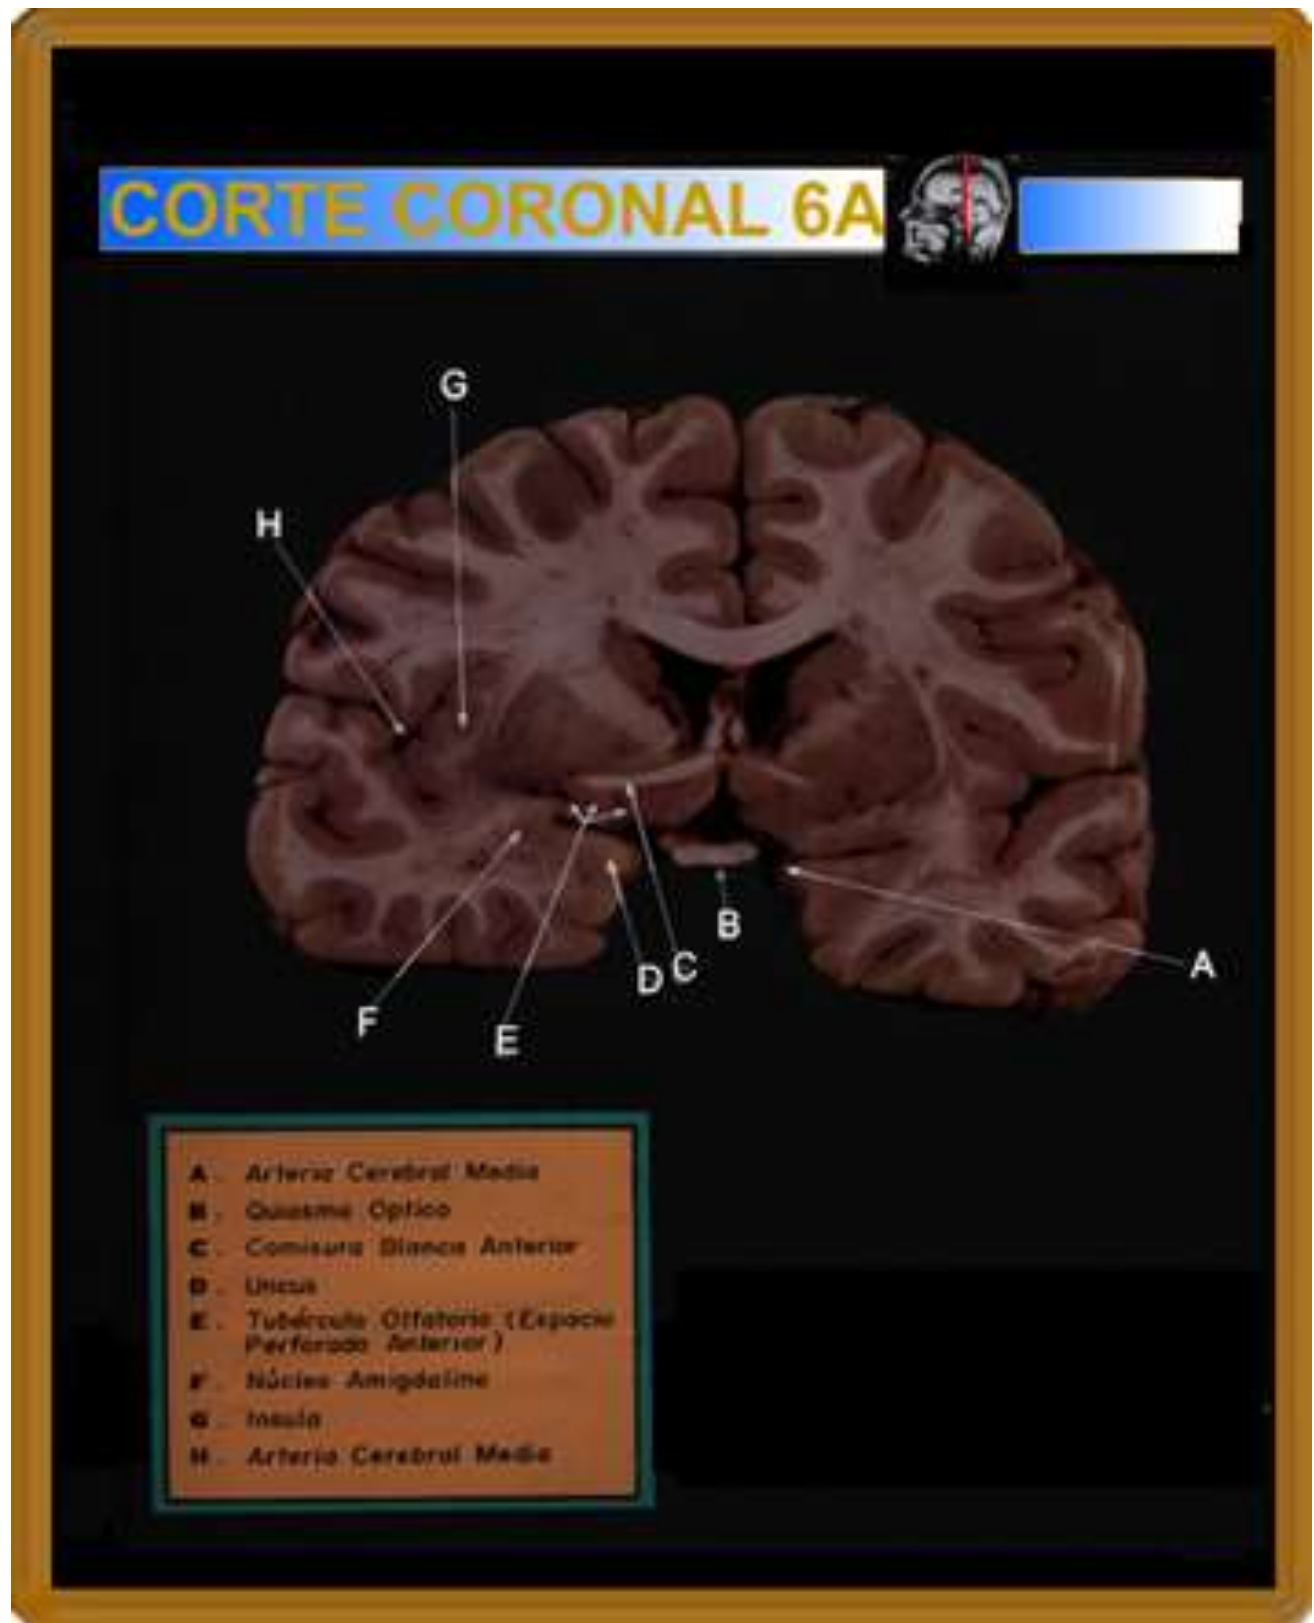 CORTE CORONAL 6A
G
H
B
D
C
A
F
E
A. Arteria Cerebral Media
B. Quiasma Optico
C. Comisura Blanca Anterior
D. Uncus
E. Tubérculo Olfatorio (Espacio
Perforado Anterior)
F. Núcleo Amigdalino
G. Insula
H. Arteria Cerebral Media